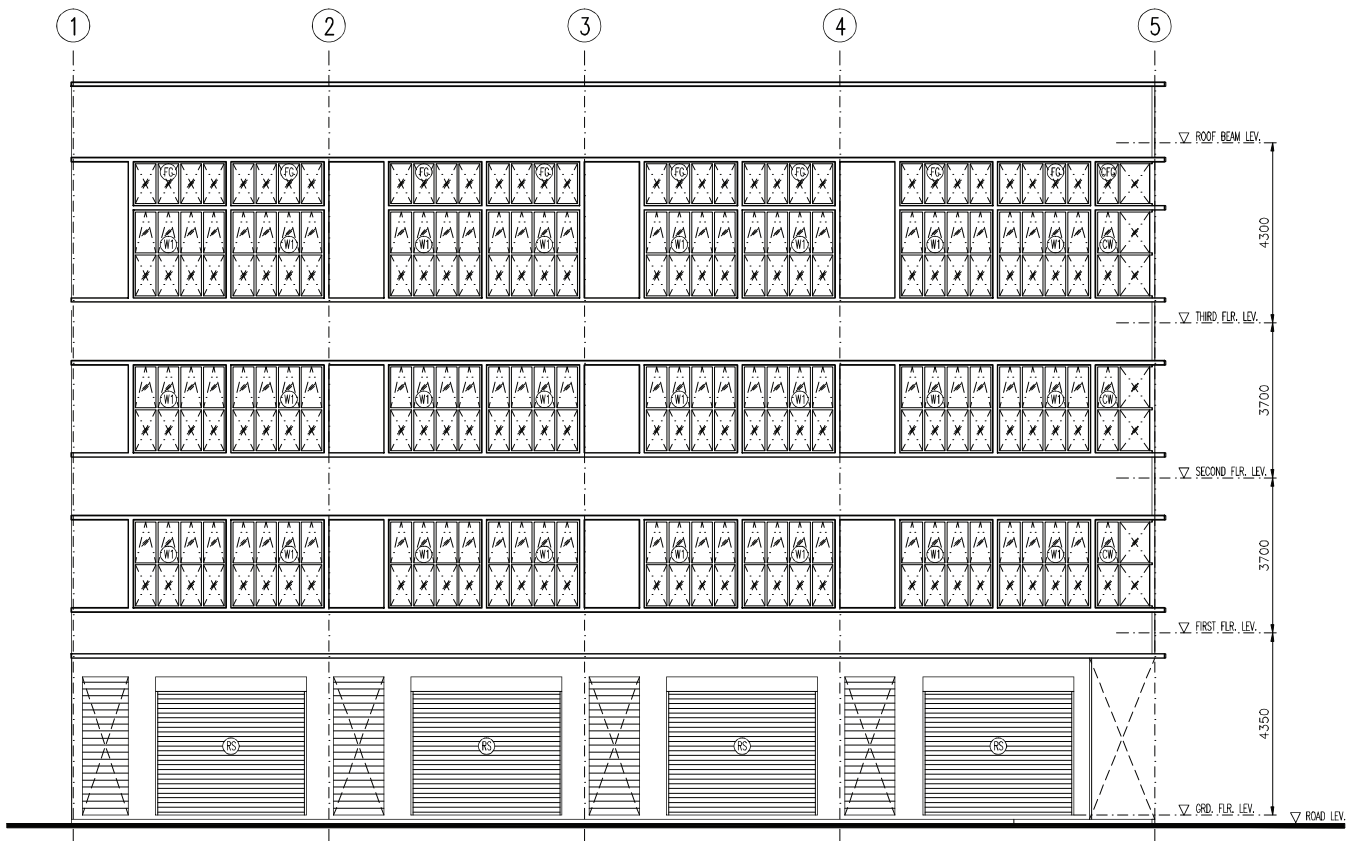 1 2 3 4 5
ROOF BEAM LEV.
FG FG FG FG FG FG FG FG CFG
4300
W1 W1 W1 W1 W1 W1 W1 W1 CW
THIRD FLR. LEV.
3700
W1 W1 W1 W1 W1 W1 W1 W1 CW
SECOND FLR. LEV.
3700
W1 W1 W1 W1 W1 W1 W1 W1 CW
FIRST FLR. LEV.
4350
RS RS RS RS
GRD. FLR. LEV.
ROAD LEV.